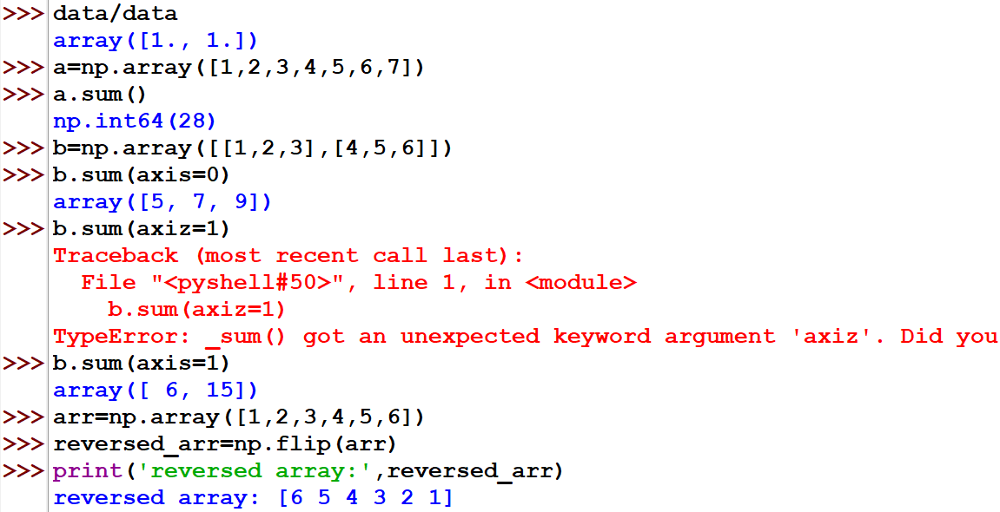 >>> data/data
    array([1., 1.])
>>> a=np.array([1,2,3,4,5,6,7])
>>> a.sum()
    np.int64(28)
>>> b=np.array([[1,2,3],[4,5,6]])
>>> b.sum(axis=0)
    array([5, 7, 9])
>>> b.sum(axiz=1)
    Traceback (most recent call last):
      File "<pyshell#50>", line 1, in <module>
        b.sum(axiz=1)
    TypeError: _sum() got an unexpected keyword argument 'axiz'. Did you
>>> b.sum(axis=1)
    array([ 6, 15])
>>> arr=np.array([1,2,3,4,5,6])
>>> reversed_arr=np.flip(arr)
>>> print('reversed array:',reversed_arr)
    reversed array: [6 5 4 3 2 1]